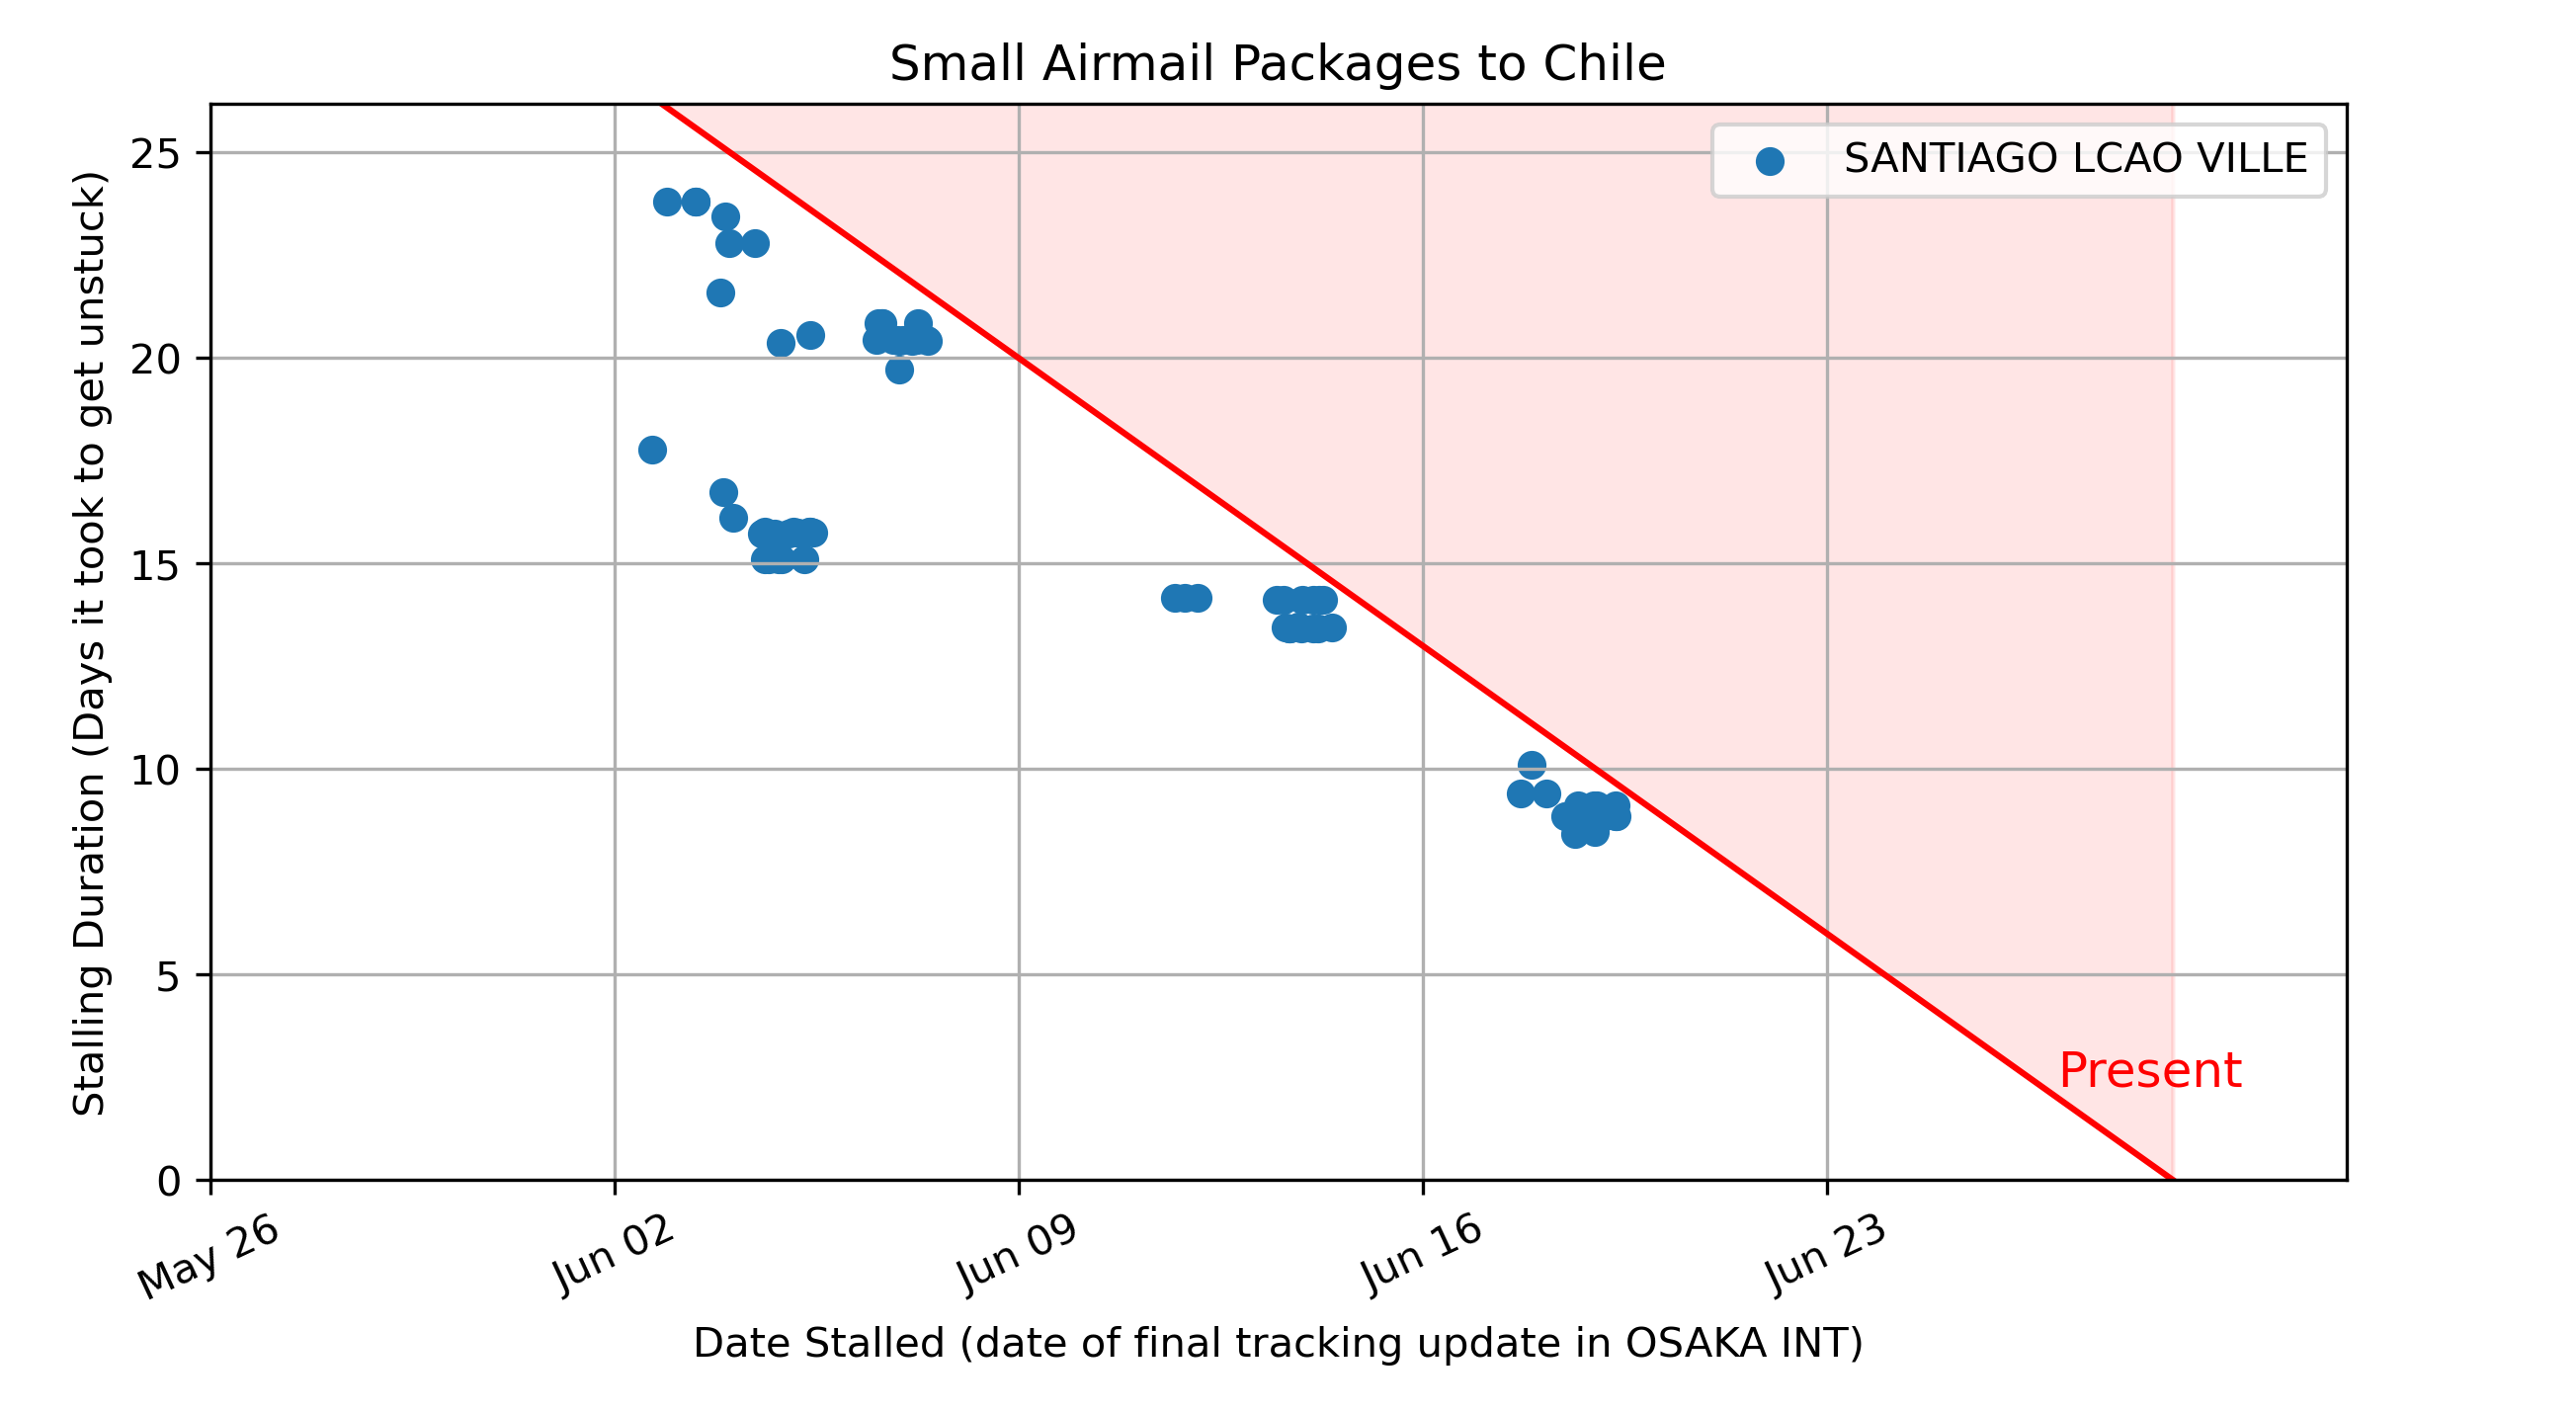 Small Airmail Packages to Chile
SANTIAGO LCAO VILLE
Stalling Duration (Days it took to get unstuck)
25
20
15
10
5
0
Present
May 26
Jun 02
Jun 09
Jun 16
Jun 23
Date Stalled (date of final tracking update in OSAKA INT)